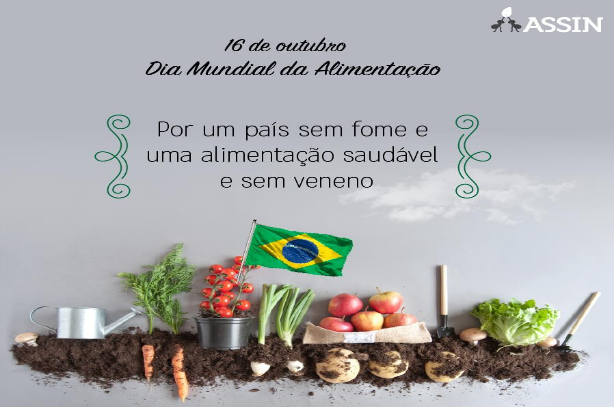 ASSIN
16 de outubro
Dia Mundial da Alimentação
Por um país sem fome e
uma alimentação saudável
e sem veneno